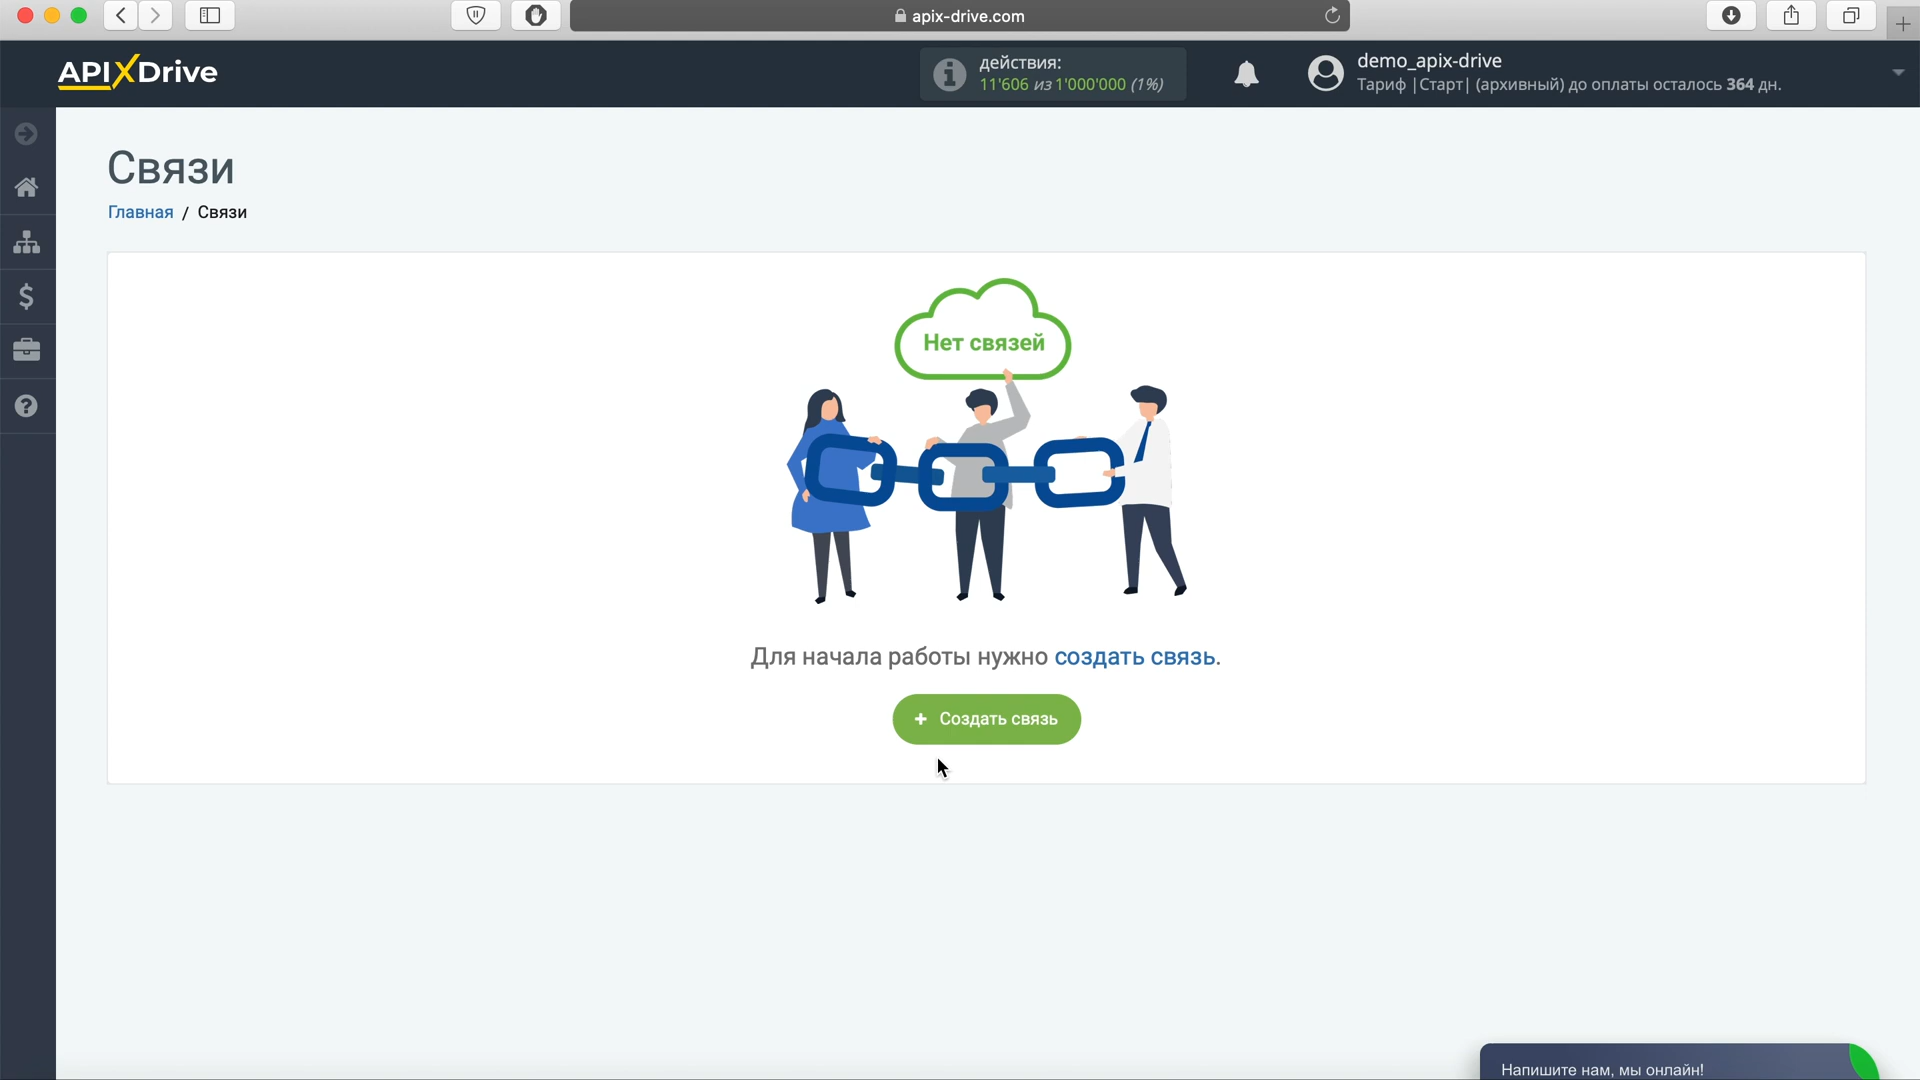 apix-drive.com
APIXDrive
действия:
11'606 из 1'000'000 (1%)
demo_apix-drive
Тариф |Старт| (архивный) до оплаты осталось 364 дн.
Связи
Главная / Связи
Нет связей
Для начала работы нужно создать связь.
+ Создать связь
Напишите нам, мы онлайн!